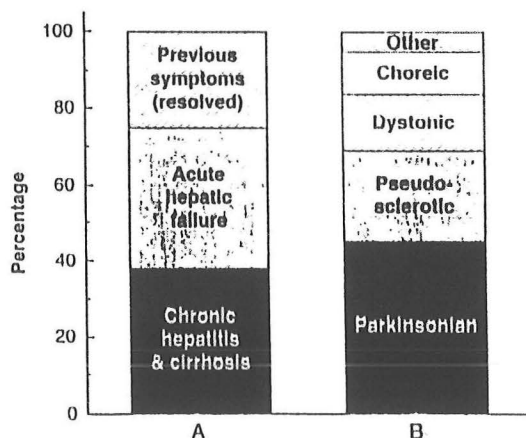 Percentage
100
80
60
40
20
0
Previous
symptoms
(resolved)
Acute
hepatic
failure
Chronic
hepatitis
& cirrhosis
A
Other
Choreic
Dystonic
Pseudo-
sclerotic
Parkinsonian
B